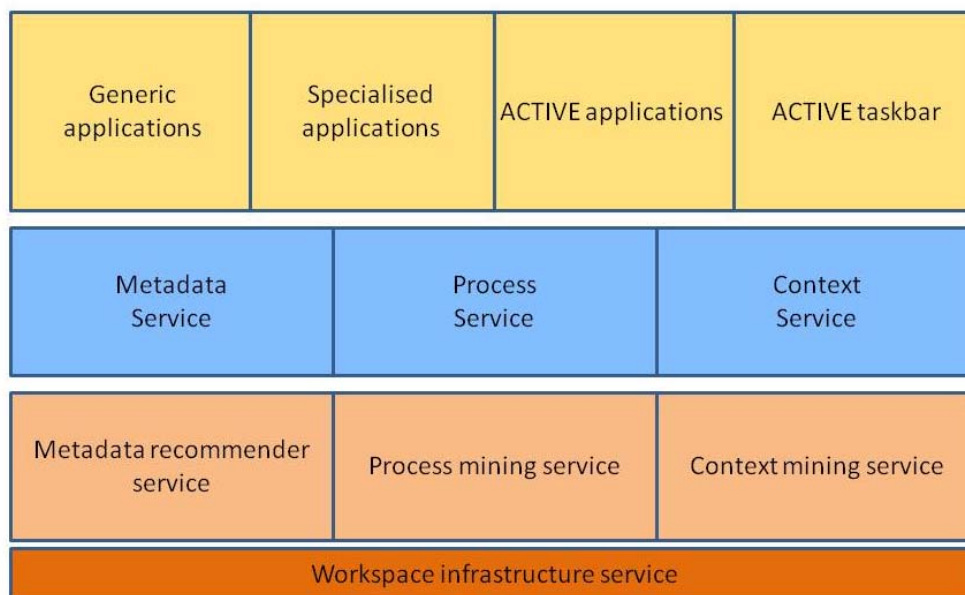 Generic
applications
Specialised
applications
ACTIVE applications
ACTIVE taskbar
Metadata
Service
Process
Service
Context
Service
Metadata recommender
service
Process mining service
Context mining service
Workspace infrastructure service